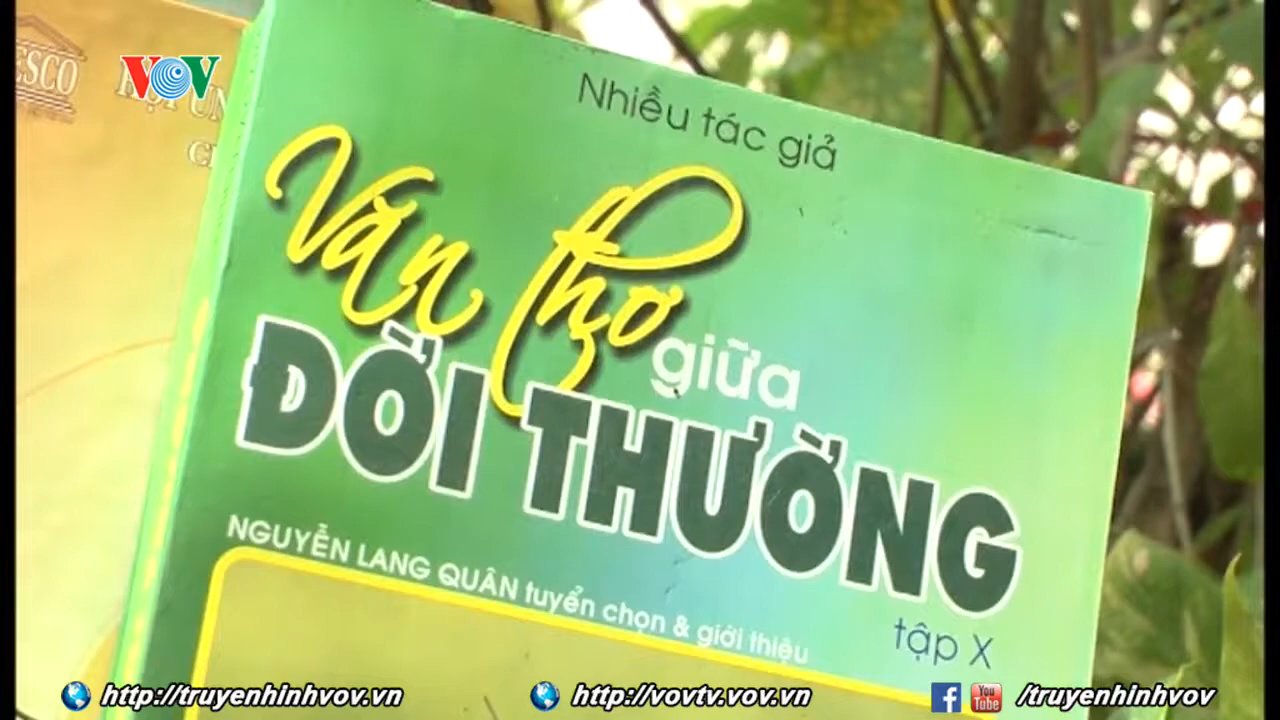 VOV
ESCO
Nhiều tác giả
Văn thơ
giữa
ĐỜI THƯỜNG
NGUYỄN LANG QUÂN tuyển chọn & giới thiệu
tập X
http://truyenhinhvov.vn http://vovtv.vov.vn /truyenhinhvov